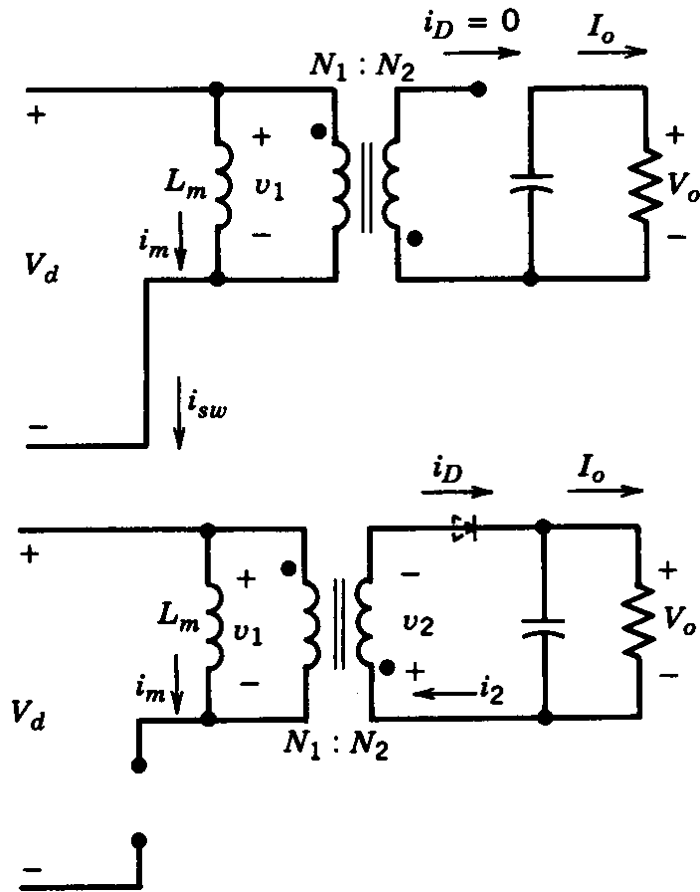 i_D = 0
I_o
N_1 : N_2
+
+
+
L_m
v_1
V_o
i_m
−
−
V_d
i_sw
−
i_D
I_o
+
+
−
+
L_m
v_1
v_2
V_o
i_m
−
+
i_2
−
V_d
N_1 : N_2
−